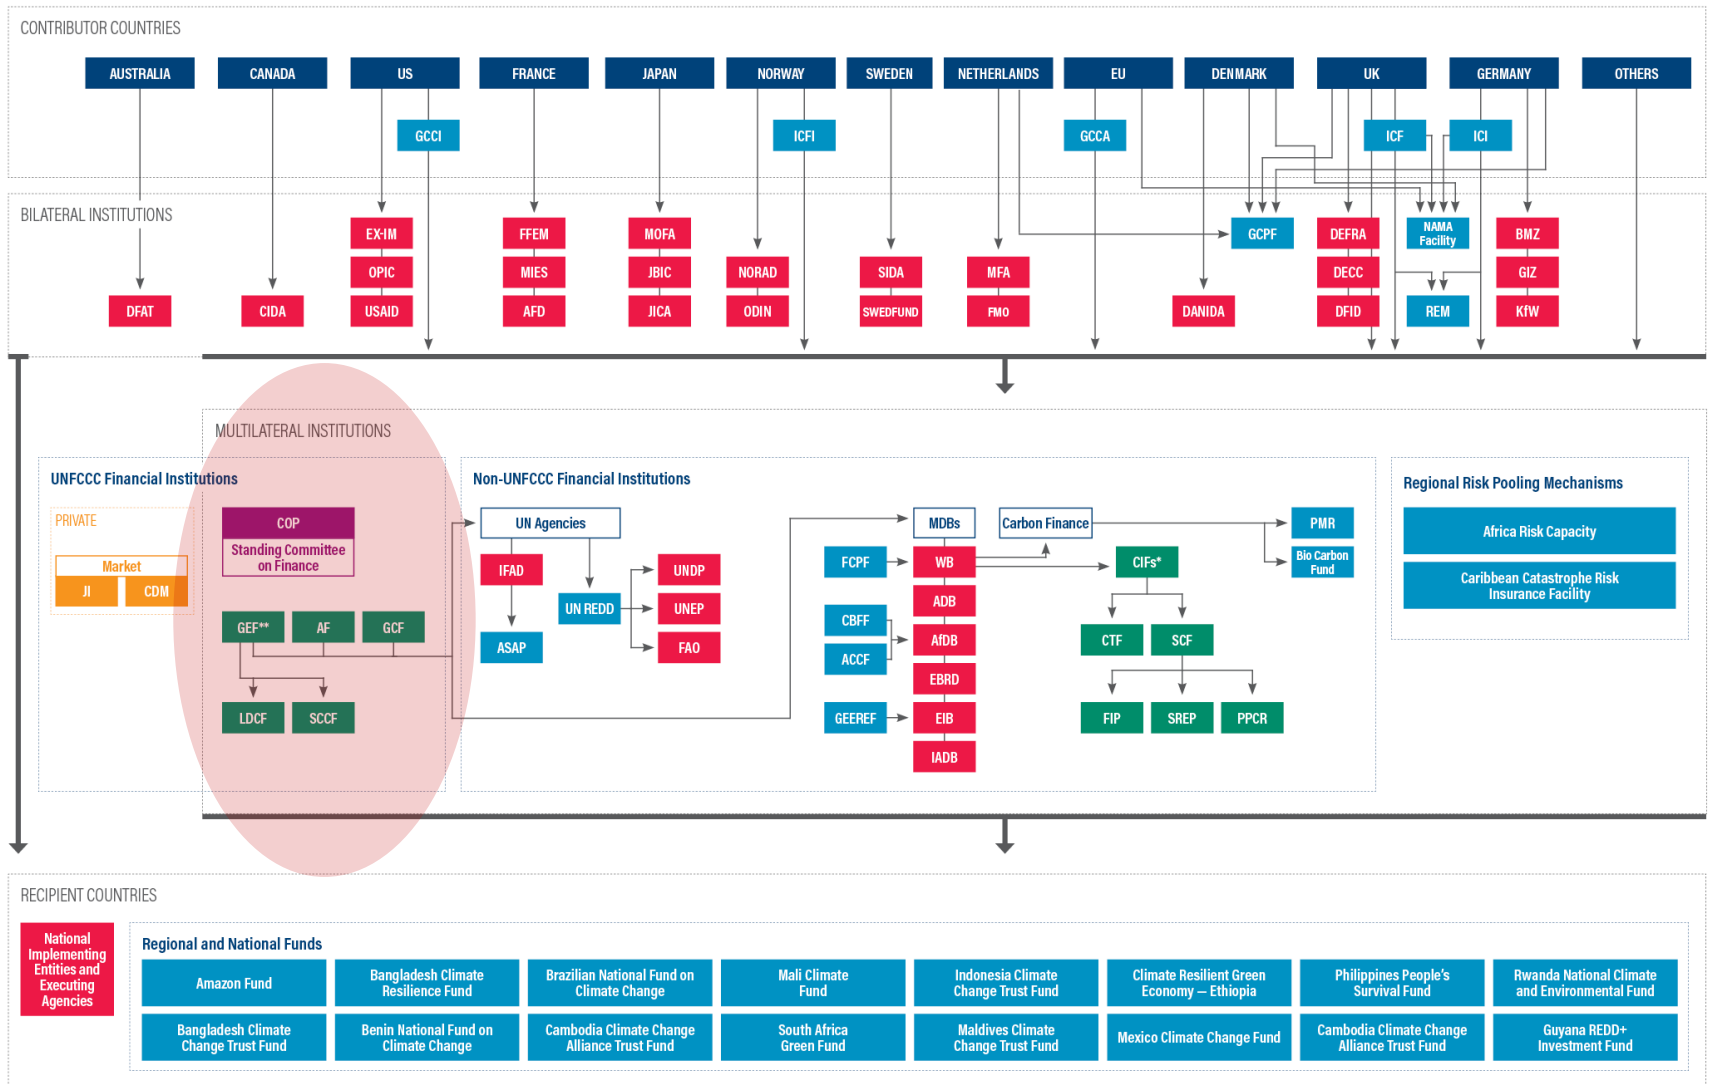 CONTRIBUTOR COUNTRIES
AUSTRALIA
CANADA
US
FRANCE
JAPAN
NORWAY
SWEDEN
NETHERLANDS
EU
DENMARK
UK
GERMANY
OTHERS
GCCI
ICFI
GCCA
ICF
ICI
BILATERAL INSTITUTIONS
EX-IM
FFEM
MOFA
GCPF
DEFRA
NAMA
Facility
BMZ
OPIC
MIES
JBIC
NORAD
SIDA
MFA
DECC
GIZ
DFAT
CIDA
USAID
AFD
JICA
ODIN
SWEDFUND
FMO
DANIDA
DFID
REM
KfW
MULTILATERAL INSTITUTIONS
UNFCCC Financial Institutions
PRIVATE
Market
JI
CDM
COP
Standing Committee
on Finance
GEF**
AF
GCF
LDCF
SCCF
Non-UNFCCC Financial Institutions
UN Agencies
IFAD
ASAP
UN REDD
UNDP
UNEP
FAO
MDBs
FCPF
WB
ADB
CBFF
AfDB
ACCF
EBRD
GEEREF
EIB
IADB
Carbon Finance
CIFs*
CTF
SCF
FIP
SREP
PPCR
PMR
Bio Carbon
Fund
Regional Risk Pooling Mechanisms
Africa Risk Capacity
Caribbean Catastrophe Risk
Insurance Facility
RECIPIENT COUNTRIES
National
Implementing
Entities and
Executing
Agencies
Regional and National Funds
Amazon Fund
Bangladesh Climate
Resilience Fund
Brazilian National Fund on
Climate Change
Mali Climate
Fund
Indonesia Climate
Change Trust Fund
Climate Resilient Green
Economy — Ethiopia
Philippines People's
Survival Fund
Rwanda National Climate
and Environmental Fund
Bangladesh Climate
Change Trust Fund
Benin National Fund on
Climate Change
Cambodia Climate Change
Alliance Trust Fund
South Africa
Green Fund
Maldives Climate
Change Trust Fund
Mexico Climate Change Fund
Cambodia Climate Change
Alliance Trust Fund
Guyana REDD+
Investment Fund